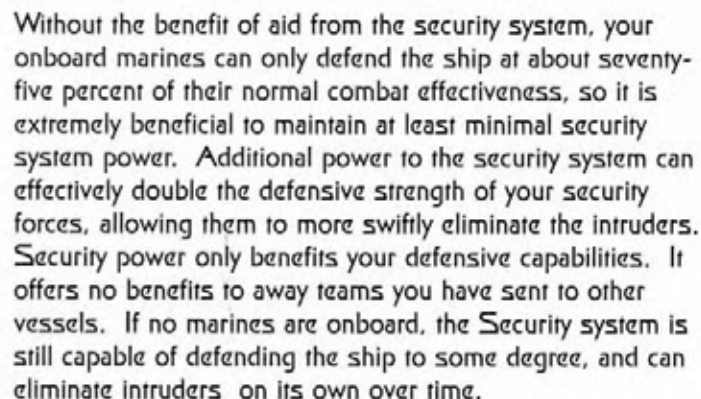 Without the benefit of aid from the security system, your
onboard marines can only defend the ship at about seventy-
five percent of their normal combat effectiveness, so it is
extremely beneficial to maintain at least minimal security
system power. Additional power to the security system can
effectively double the defensive strength of your security
forces, allowing them to more swiftly eliminate the intruders.
Security power only benefits your defensive capabilities. It
offers no benefits to away teams you have sent to other
vessels. If no marines are onboard, the Security system is
still capable of defending the ship to some degree, and can
eliminate intruders on its own over time.